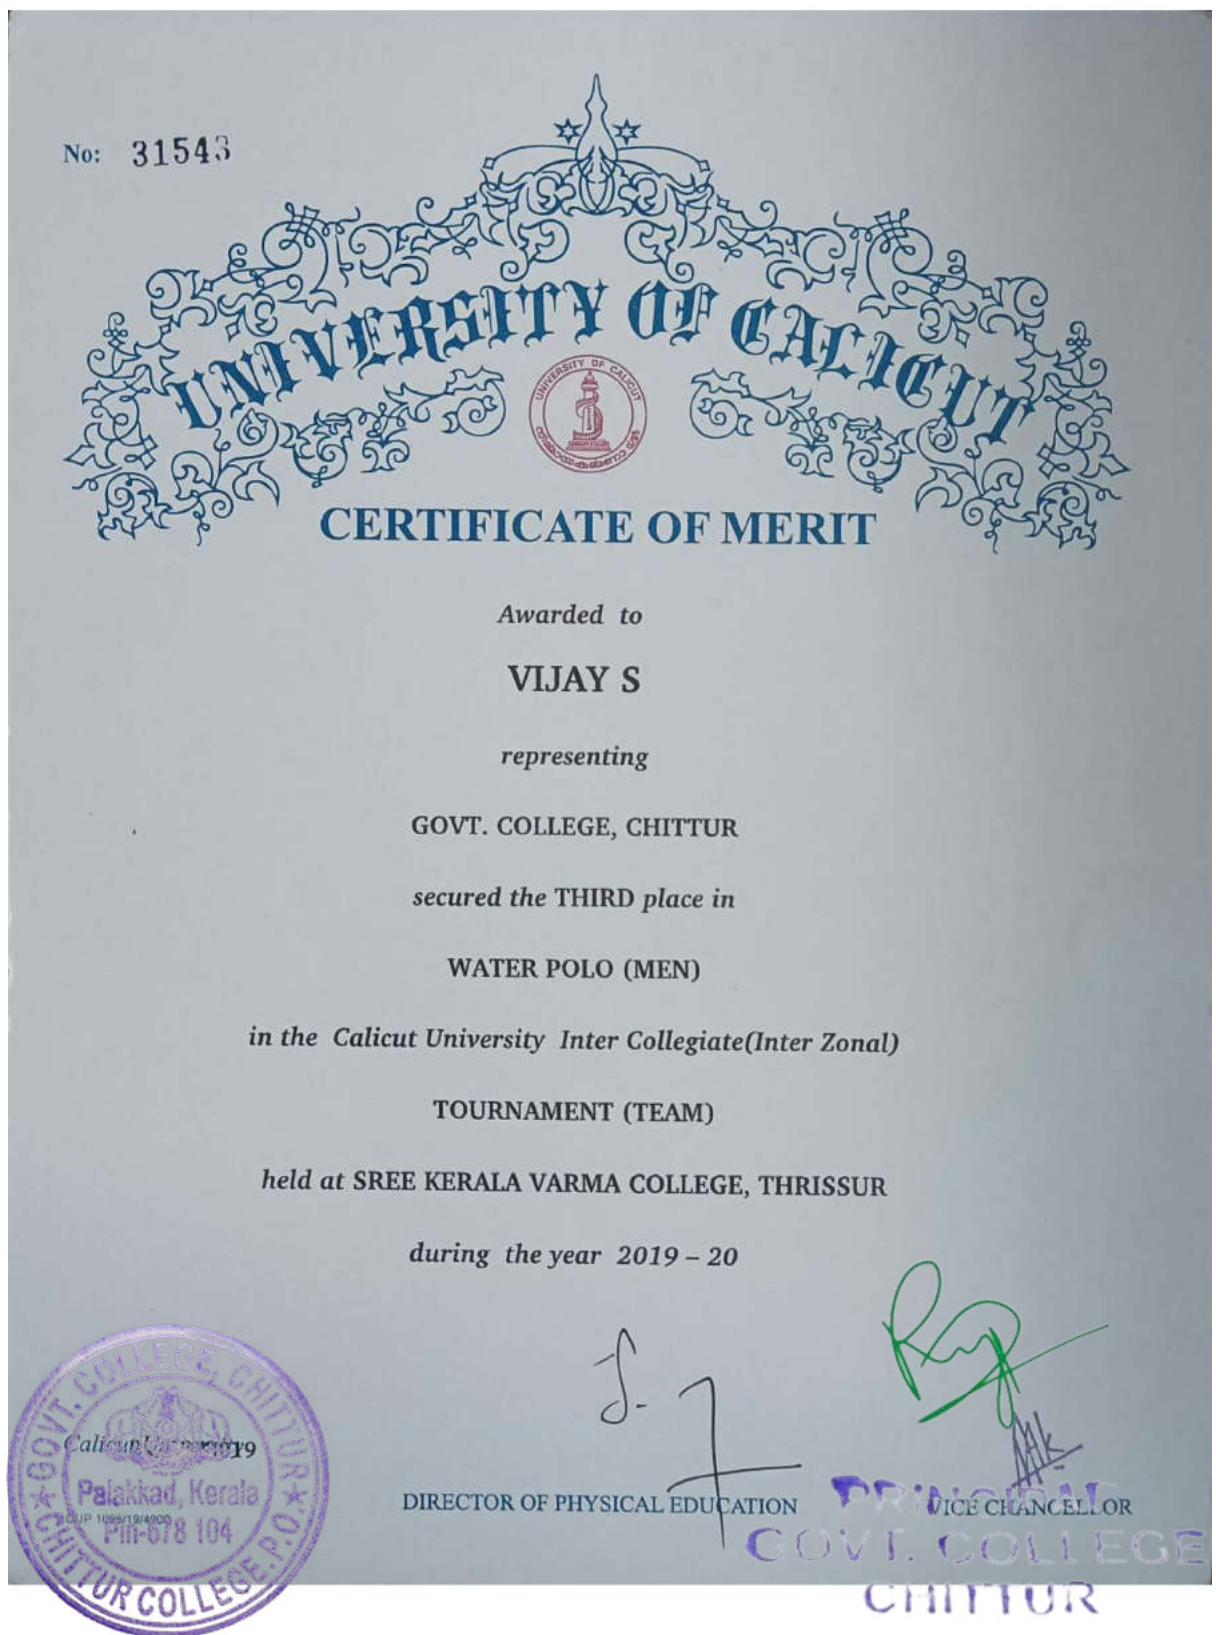 No: 31543
UNIVERSITY OF CALICUT
UNIVERSITY OF CALICUT
CERTIFICATE OF MERIT
Awarded to
VIJAY S
representing
GOVT. COLLEGE, CHITTUR
secured the THIRD place in
WATER POLO (MEN)
in the Calicut University Inter Collegiate(Inter Zonal)
TOURNAMENT (TEAM)
held at SREE KERALA VARMA COLLEGE, THRISSUR
during the year 2019 – 20
GOVT. COLLEGE, CHITTUR
Calicut University
Palakkad, Kerala
Pin-678 104
CHITTUR COLLEGE.P.O.
DIRECTOR OF PHYSICAL EDUCATION
VICE CHANCELLOR
PRINCIPAL
GOVT. COLLEGE
CHITTUR